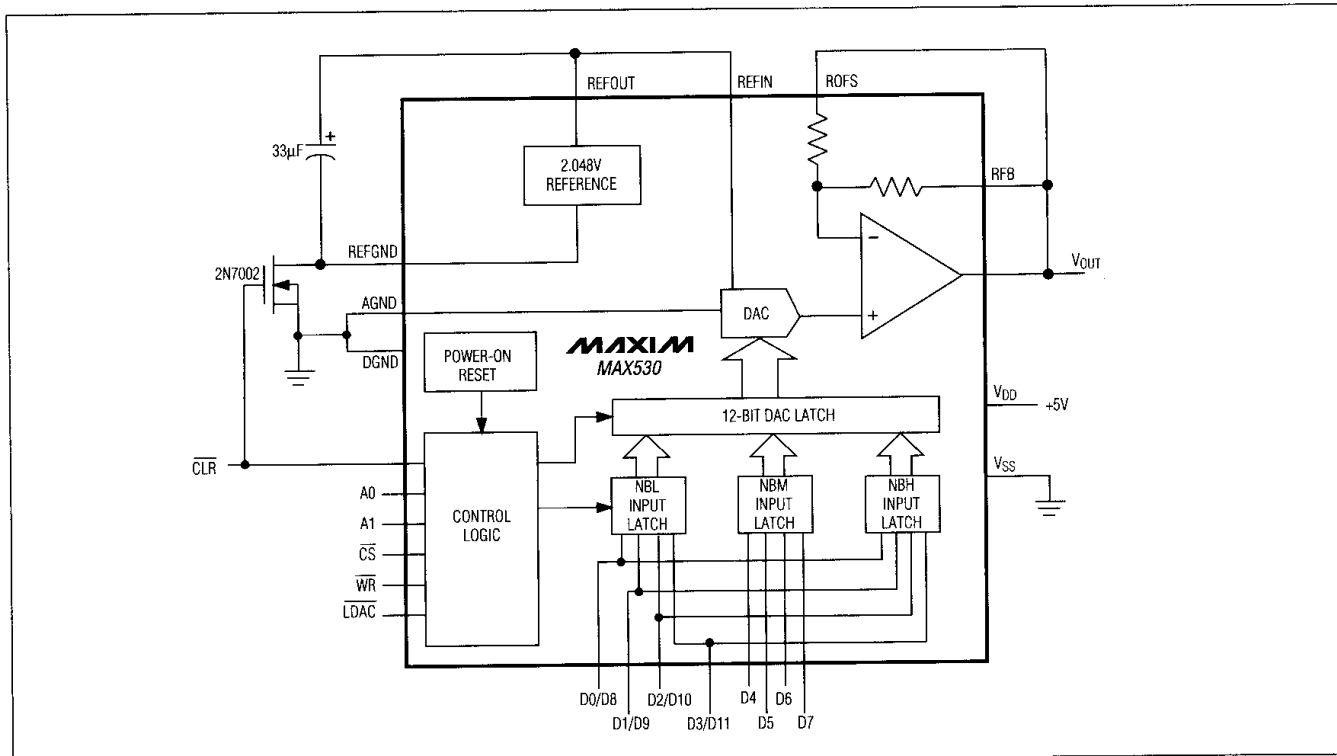 REFOUT
REFIN
ROFS
33µF
+
2.048V
REFERENCE
RFB
REFGND
2N7002
−
+
VOUT
AGND
DAC
DGND
POWER-ON
RESET
MAXIM
MAX530
VDD
+5V
12-BIT DAC LATCH
CLR
VSS
A0
A1
CS
WR
LDAC
CONTROL
LOGIC
NBL
INPUT
LATCH
NBM
INPUT
LATCH
NBH
INPUT
LATCH
D0/D8
D1/D9
D2/D10
D3/D11
D4
D5
D6
D7